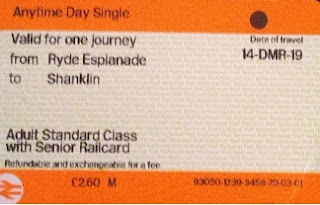 Anytime Day Single
Valid for one journey
Date of travel
from Ryde Esplanade
14-DMR-19
to Shanklin
Adult Standard Class
with Senior Railcard
Refundable and exchangeable for a fee
£2.60 M
93050-1239-3458-70-03-01